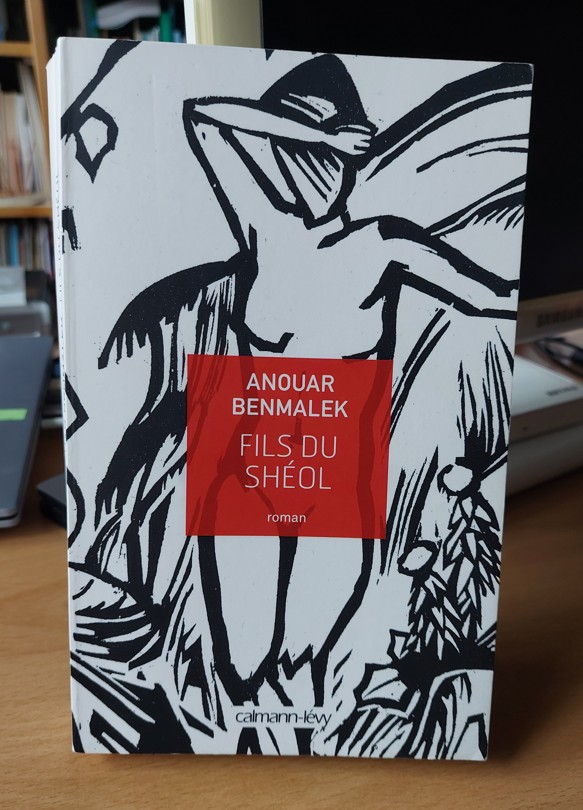 ANOUAR
BENMALEK
FILS DU
SHÉOL
roman
calmann-lévy